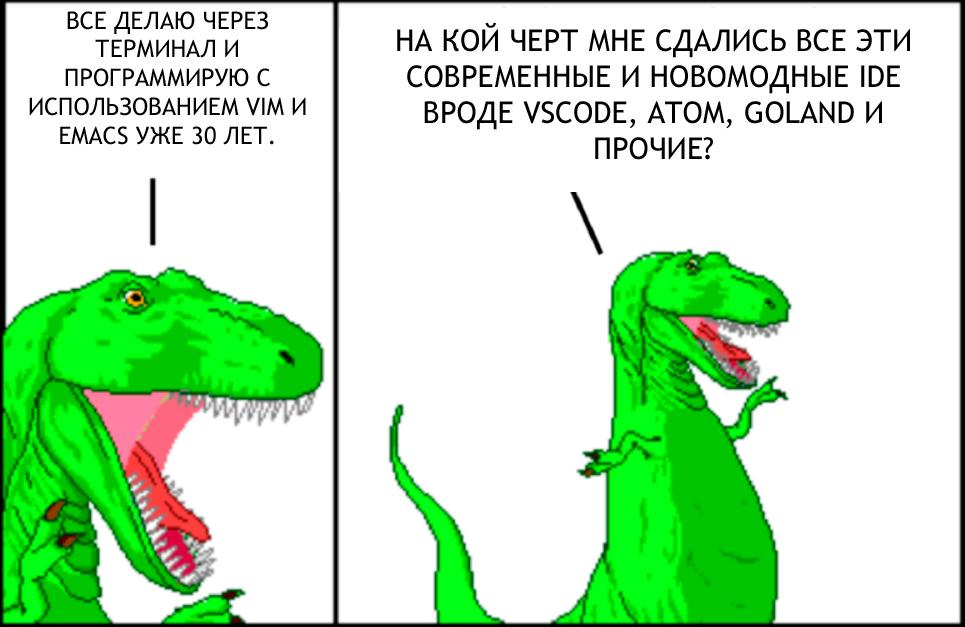 ВСЕ ДЕЛАЮ ЧЕРЕЗ
ТЕРМИНАЛ И
ПРОГРАММИРУЮ С
ИСПОЛЬЗОВАНИЕМ VIM И
EMACS УЖЕ 30 ЛЕТ.
НА КОЙ ЧЕРТ МНЕ СДАЛИСЬ ВСЕ ЭТИ
СОВРЕМЕННЫЕ И НОВОМОДНЫЕ IDE
ВРОДЕ VSCODE, ATOM, GOLAND И
ПРОЧИЕ?